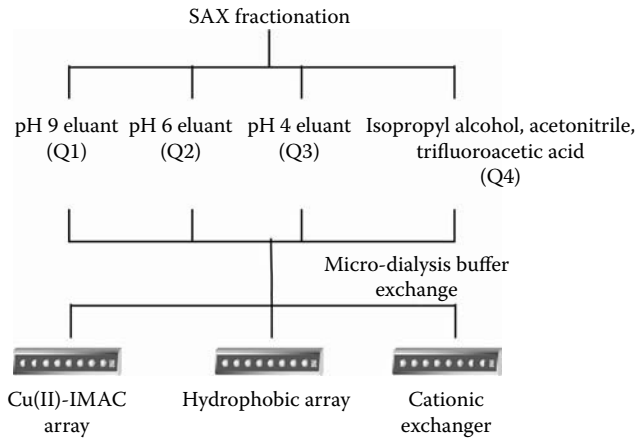 SAX fractionation
pH 9 eluant
(Q1)
pH 6 eluant
(Q2)
pH 4 eluant
(Q3)
Isopropyl alcohol, acetonitrile,
trifluoroacetic acid
(Q4)
Micro-dialysis buffer
exchange
Cu(II)-IMAC
array
Hydrophobic array
Cationic
exchanger